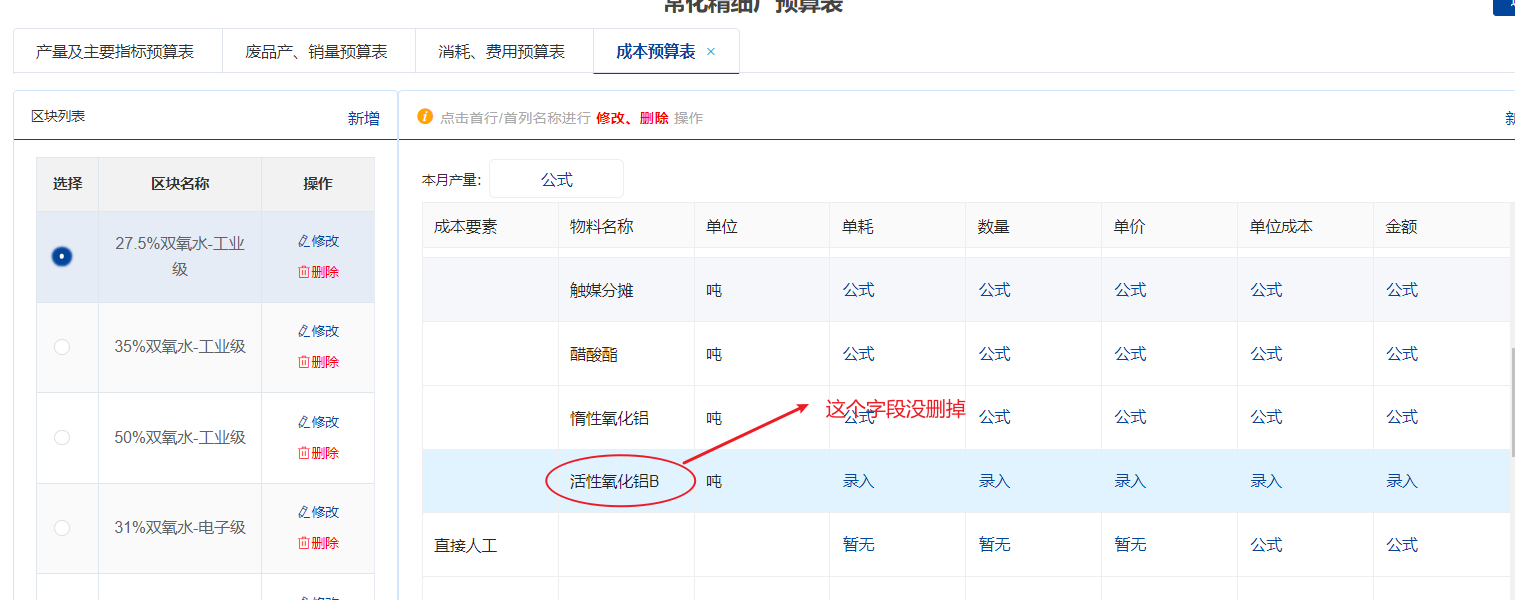 常化精细厂预算表
产量及主要指标预算表 废品产、销量预算表 消耗、费用预算表 成本预算表 ×
区块列表 新增
点击首行/首列名称进行 修改、删除 操作
选择 区块名称 操作
27.5%双氧水-工业级 修改 删除
35%双氧水-工业级 修改 删除
50%双氧水-工业级 修改 删除
31%双氧水-电子级 修改 删除
本月产量: 公式
成本要素 物料名称 单位 单耗 数量 单价 单位成本 金额
触媒分摊 吨 公式 公式 公式 公式 公式
醋酸酯 吨 公式 公式 公式 公式 公式
惰性氧化铝 吨 公式 公式 公式 公式 公式
这个字段没删掉
活性氧化铝B 吨 录入 录入 录入 录入 录入
直接人工 暂无 暂无 暂无 公式 公式